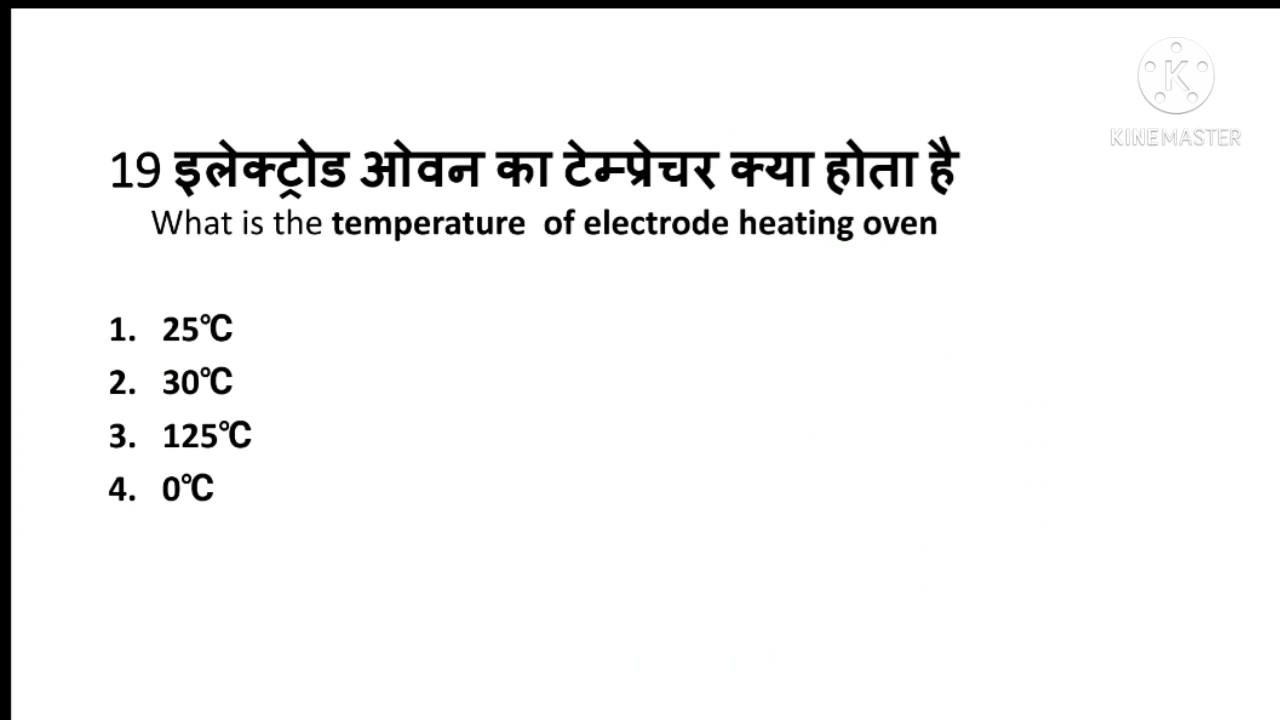 KINEMASTER
19 इलेक्ट्रोड ओवन का टेम्प्रेचर क्या होता है
What is the temperature of electrode heating oven
1. 25℃
2. 30℃
3. 125℃
4. 0℃